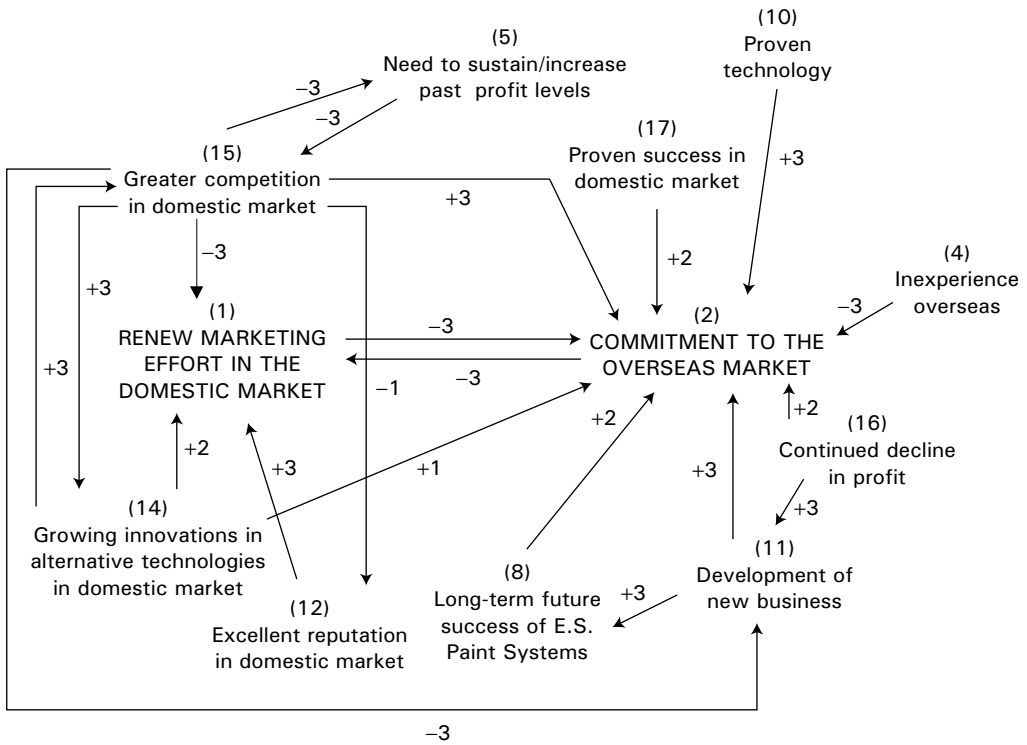 (5)
Need to sustain/increase
past profit levels
(10)
Proven
technology
−3
−3
(17)
Proven success in
domestic market
(15)
Greater competition
in domestic market
+3
+3
−3
+2
(4)
Inexperience
overseas
+3
−3
(1)
RENEW MARKETING
EFFORT IN THE
DOMESTIC MARKET
−3
−3
(2)
COMMITMENT TO THE
OVERSEAS MARKET
+3
−1
+2
+2
(16)
Continued decline
in profit
+2
+3
+1
+3
+3
(14)
Growing innovations in
alternative technologies
in domestic market
(11)
Development of
new business
(8)
Long-term future
success of E.S.
Paint Systems
+3
(12)
Excellent reputation
in domestic market
−3